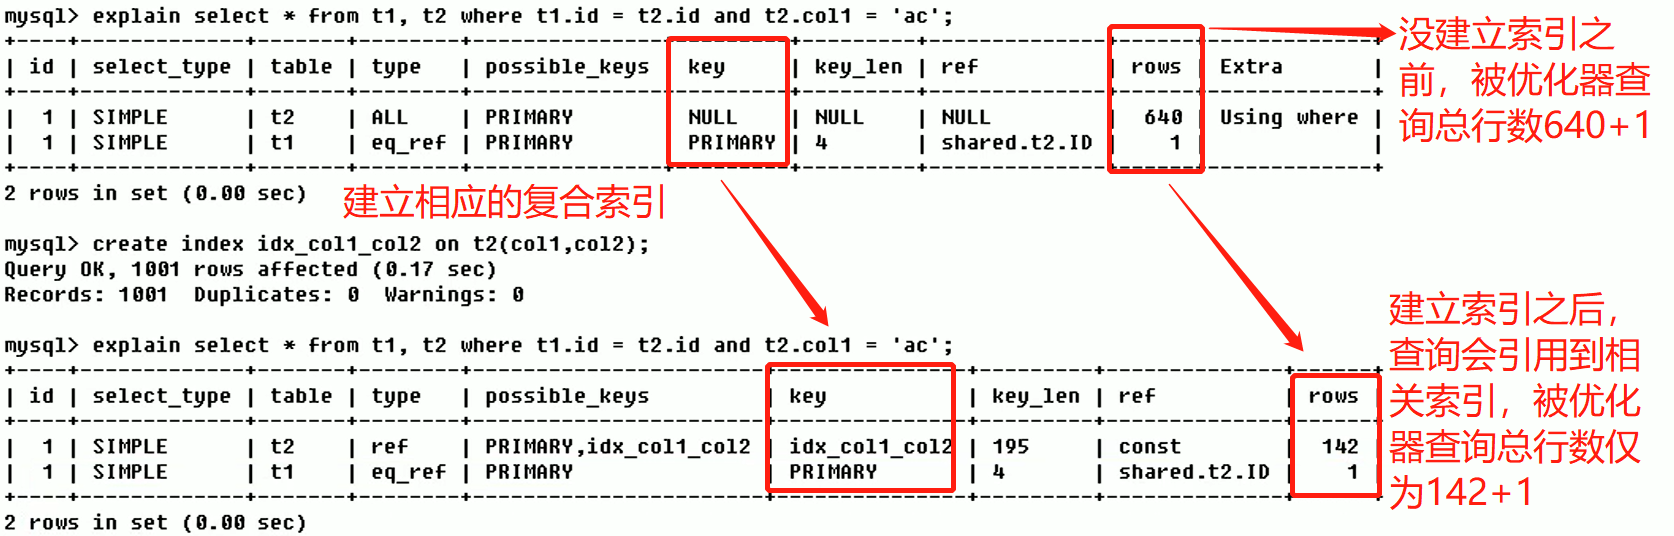 mysql> explain select * from t1, t2 where t1.id = t2.id and t2.col1 = 'ac';
| id | select_type | table | type | possible_keys | key | key_len | ref | rows | Extra |
| 1 | SIMPLE | t2 | ALL | PRIMARY | NULL | NULL | NULL | 640 | Using where |
| 1 | SIMPLE | t1 | eq_ref | PRIMARY | PRIMARY | 4 | shared.t2.ID | 1 | |
2 rows in set (0.00 sec)
没建立索引之
前，被优化器查
询总行数640+1
建立相应的复合索引
mysql> create index idx_col1_col2 on t2(col1,col2);
Query OK, 1001 rows affected (0.17 sec)
Records: 1001 Duplicates: 0 Warnings: 0
mysql> explain select * from t1, t2 where t1.id = t2.id and t2.col1 = 'ac';
| id | select_type | table | type | possible_keys | key | key_len | ref | rows
| 1 | SIMPLE | t2 | ref | PRIMARY,idx_col1_col2 | idx_col1_col2 | 195 | const | 142
| 1 | SIMPLE | t1 | eq_ref | PRIMARY | PRIMARY | 4 | shared.t2.ID | 1
2 rows in set (0.00 sec)
建立索引之后，
查询会引用到相
关索引，被优化
器查询总行数仅
为142+1